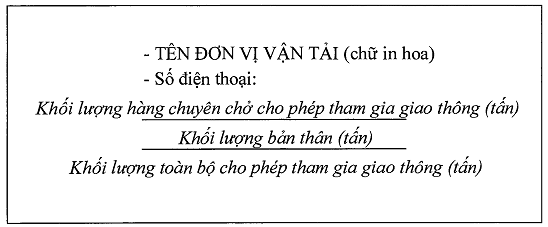 - TÊN ĐƠN VỊ VẬN TẢI (chữ in hoa)
- Số điện thoại:
Khối lượng hàng chuyên chở cho phép tham gia giao thông (tấn)
Khối lượng bản thân (tấn)
Khối lượng toàn bộ cho phép tham gia giao thông (tấn)